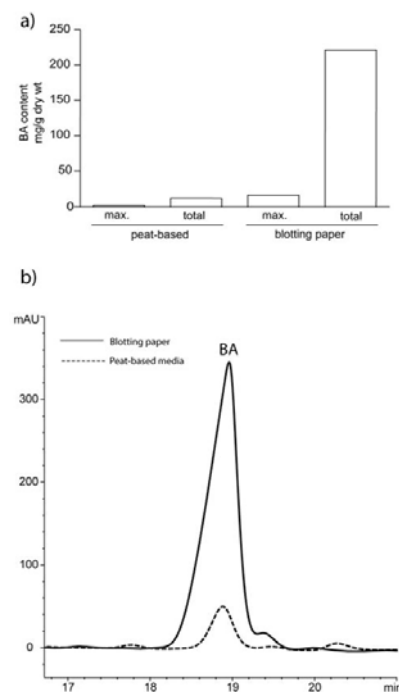 a)
250
200
150
100
50
0
BA content
mg/g dry wt
max. total max. total
peat-based blotting paper
b)
mAU
Blotting paper
Peat-based media
BA
300
200
100
0
17 18 19 20 min